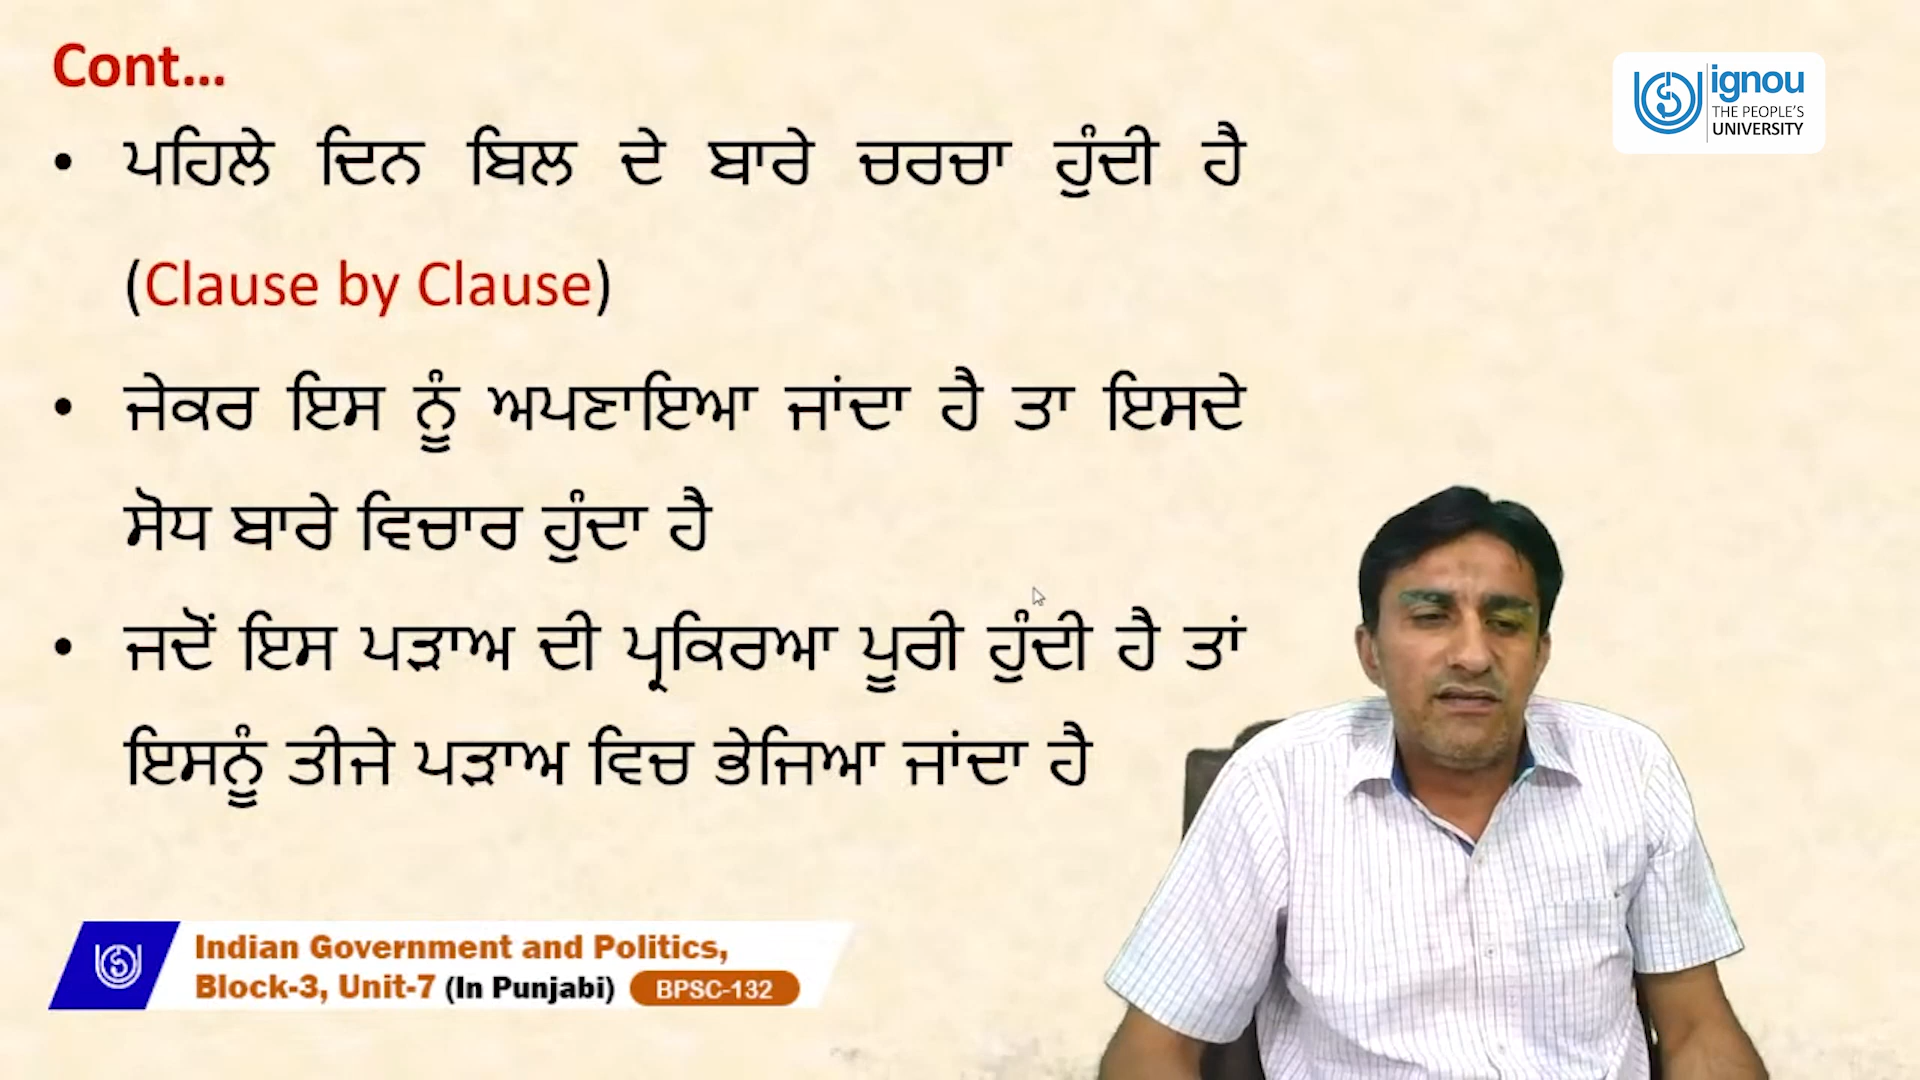 Cont...
• ਪਹਿਲੇ ਦਿਨ ਬਿਲ ਦੇ ਬਾਰੇ ਚਰਚਾ ਹੁੰਦੀ ਹੈ
(Clause by Clause)
• ਜੇਕਰ ਇਸ ਨੂੰ ਅਪਣਾਇਆ ਜਾਂਦਾ ਹੈ ਤਾ ਇਸਦੇ
ਸੋਧ ਬਾਰੇ ਵਿਚਾਰ ਹੁੰਦਾ ਹੈ
• ਜਦੋਂ ਇਸ ਪੜਾਅ ਦੀ ਪ੍ਰਕਿਰਆ ਪੂਰੀ ਹੁੰਦੀ ਹੈ ਤਾਂ
ਇਸਨੂੰ ਤੀਜੇ ਪੜਾਅ ਵਿਚ ਭੇਜਿਆ ਜਾਂਦਾ ਹੈ
ignou
THE PEOPLE'S
UNIVERSITY
Indian Government and Politics,
Block-3, Unit-7 (In Punjabi) BPSC-132